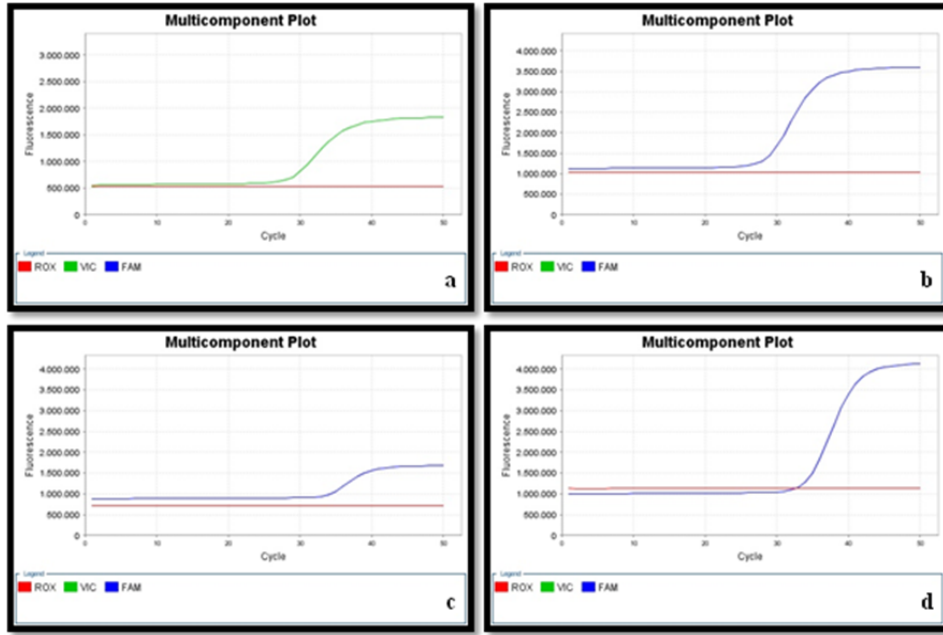 Multicomponent Plot
3.000.000
2.500.000
2.000.000
1.500.000
1.000.000
500.000
0
Fluorescence
0 10 20 30 40 50
Cycle
Legend
ROX VIC FAM
a
Multicomponent Plot
4.000.000
3.500.000
3.000.000
2.500.000
2.000.000
1.500.000
1.000.000
500.000
0
Fluorescence
0 10 20 30 40 50
Cycle
Legend
ROX VIC FAM
b
Multicomponent Plot
4.000.000
3.500.000
3.000.000
2.500.000
2.000.000
1.500.000
1.000.000
500.000
0
Fluorescence
0 10 20 30 40 50
Cycle
Legend
ROX VIC FAM
c
Multicomponent Plot
4.000.000
3.500.000
3.000.000
2.500.000
2.000.000
1.500.000
1.000.000
500.000
0
Fluorescence
0 10 20 30 40 50
Cycle
Legend
ROX VIC FAM
d